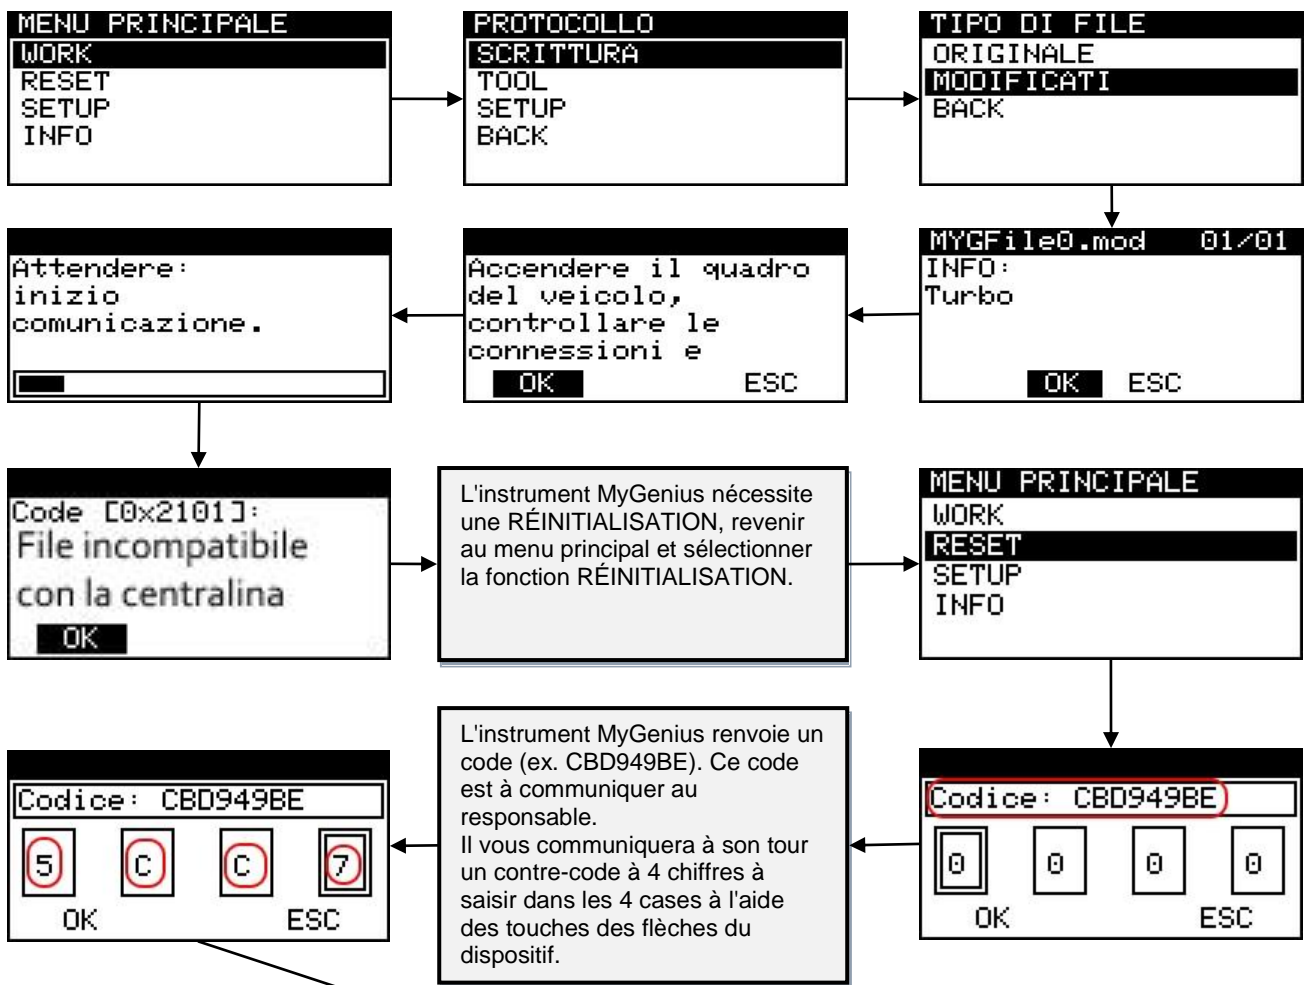 MENU PRINCIPALE
WORK
RESET
SETUP
INFO
PROTOCOLLO
SCRITTURA
TOOL
SETUP
BACK
TIPO DI FILE
ORIGINALE
MODIFICATI
BACK
MYGFile0.mod 01/01
INFO:
Turbo
OK ESC
Accendere il quadro
del veicolo,
controllare le
connessioni e
OK ESC
Attendere:
inizio
comunicazione.
Code [0x2101]:
File incompatibile
con la centralina
OK
L'instrument MyGenius nécessite
une RÉINITIALISATION, revenir
au menu principal et sélectionner
la fonction RÉINITIALISATION.
MENU PRINCIPALE
WORK
RESET
SETUP
INFO
Codice: CBD949BE
0 0 0 0
OK ESC
L'instrument MyGenius renvoie un
code (ex. CBD949BE). Ce code
est à communiquer au
responsable.
Il vous communiquera à son tour
un contre-code à 4 chiffres à
saisir dans les 4 cases à l'aide
des touches des flèches du
dispositif.
Codice: CBD949BE
5 C C 7
OK ESC